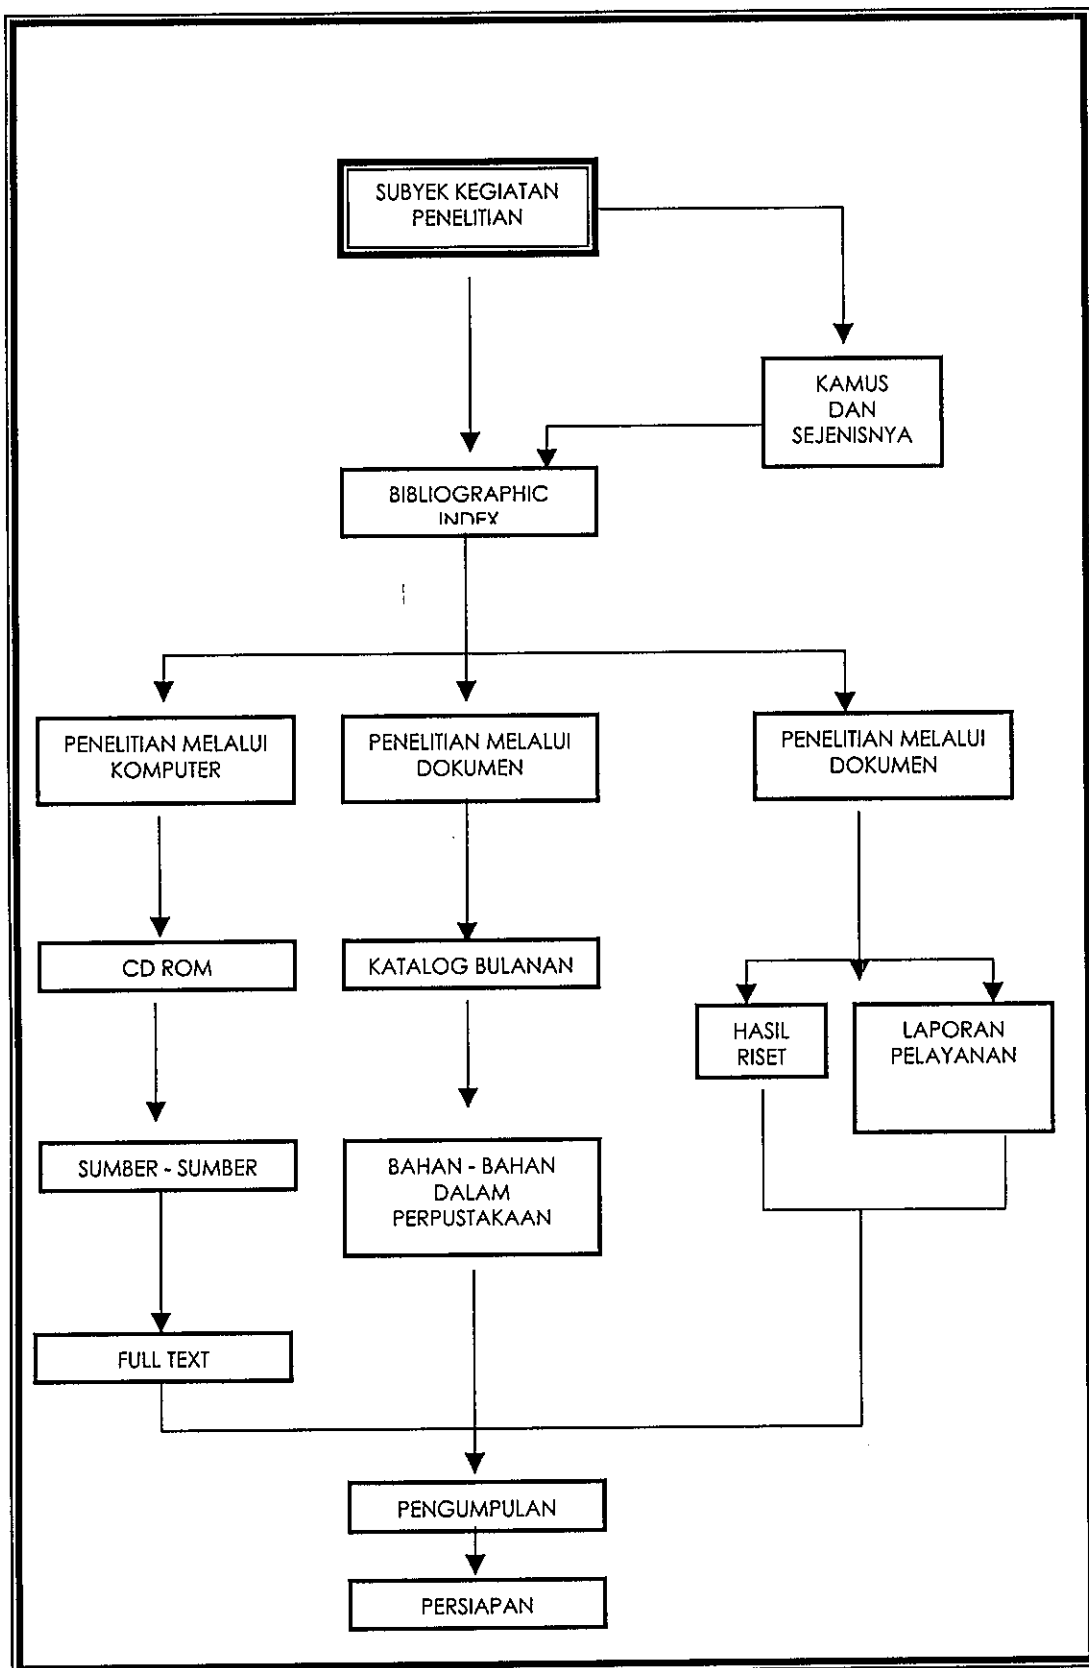 SUBYEK KEGIATAN
PENELITIAN
KAMUS
DAN
SEJENISNYA
BIBLIOGRAPHIC
INDEX
PENELITIAN MELALUI
KOMPUTER
PENELITIAN MELALUI
DOKUMEN
PENELITIAN MELALUI
DOKUMEN
CD ROM
KATALOG BULANAN
HASIL
RISET
LAPORAN
PELAYANAN
SUMBER - SUMBER
BAHAN - BAHAN
DALAM
PERPUSTAKAAN
FULL TEXT
PENGUMPULAN
PERSIAPAN